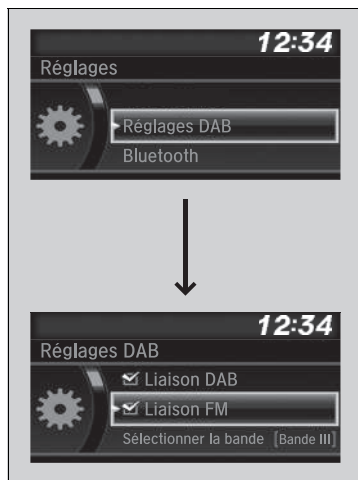 12:34
Réglages
Réglages DAB
Bluetooth
12:34
Réglages DAB
Liaison DAB
Liaison FM
Sélectionner la bande [Bande III]